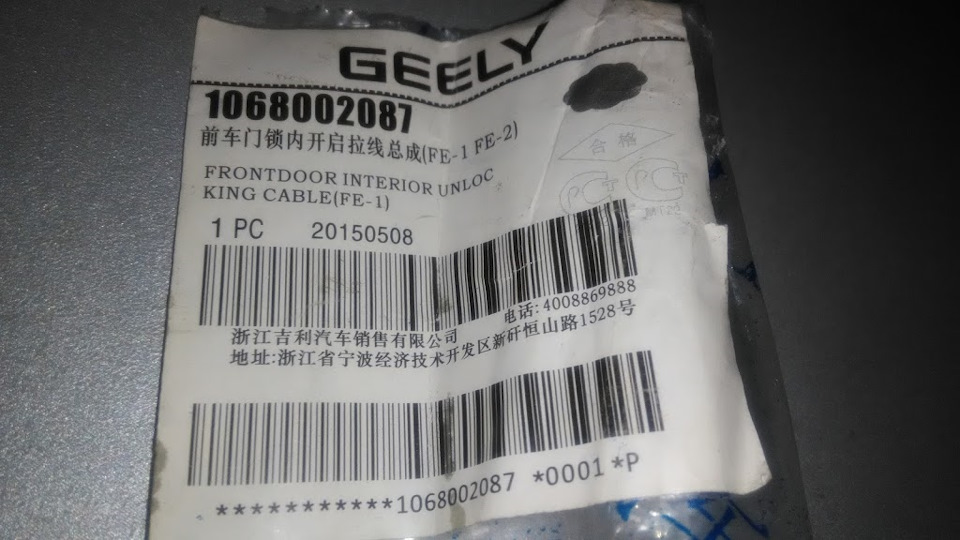 GEELY
1068002087
前车门锁内开启拉线总成(FE-1 FE-2)
FRONTDOOR INTERIOR UNLOC
KING CABLE(FE-1)
1 PC 20150508
合格
电话:4008869888
浙江吉利汽车销售有限公司
地址:浙江省宁波经济技术开发区新矸恒山路1528号
***********1068002087 *0001 *P